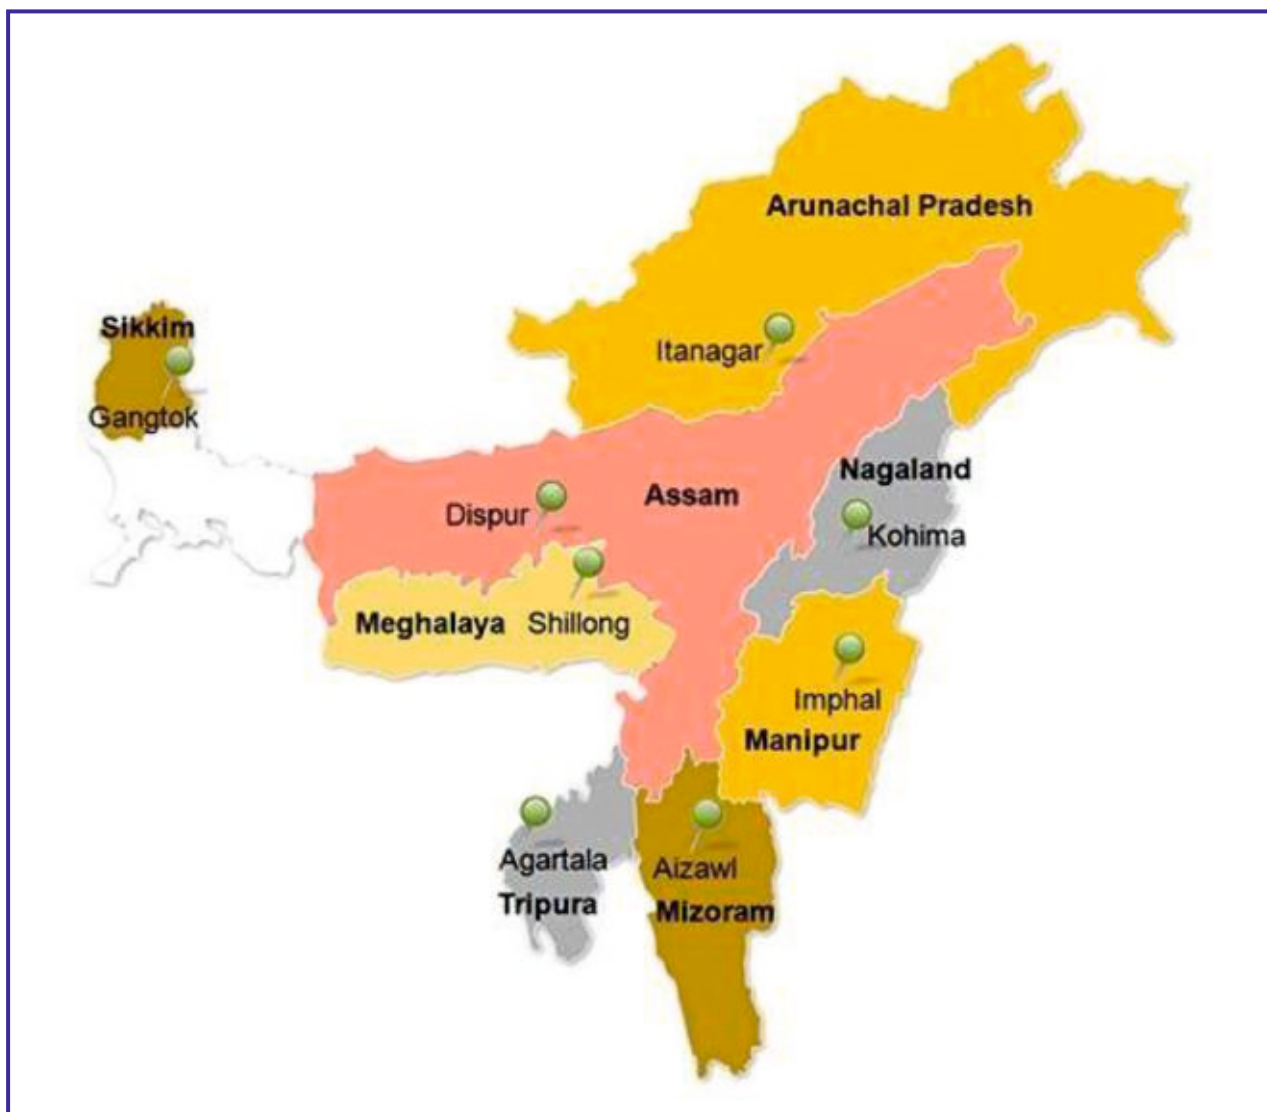 Arunachal Pradesh
Sikkim
Itanagar
Gangtok
Nagaland
Assam
Dispur
Kohima
Meghalaya Shillong
Imphal
Manipur
Agartala
Aizawl
Tripura
Mizoram